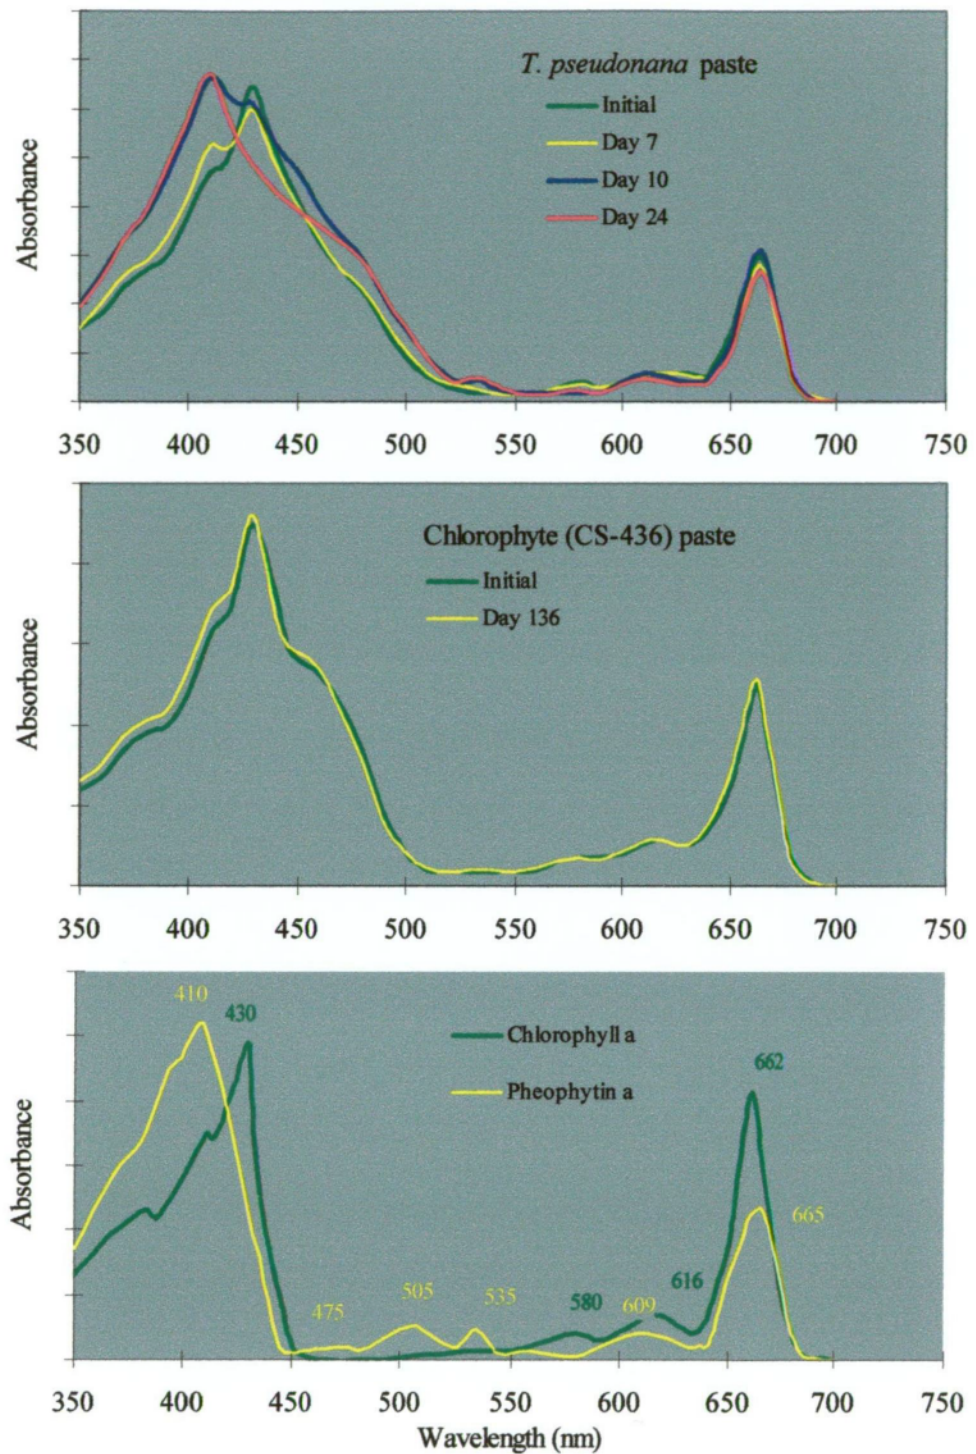 Absorbance
T. pseudonana paste
Initial
Day 7
Day 10
Day 24
350 400 450 500 550 600 650 700 750
Absorbance
Chlorophyte (CS-436) paste
Initial
Day 136
350 400 450 500 550 600 650 700 750
Absorbance
410
430
Chlorophyll a
662
Pheophytin a
665
475
505
535
580
609
616
350 400 450 500 550 600 650 700 750
Wavelength (nm)